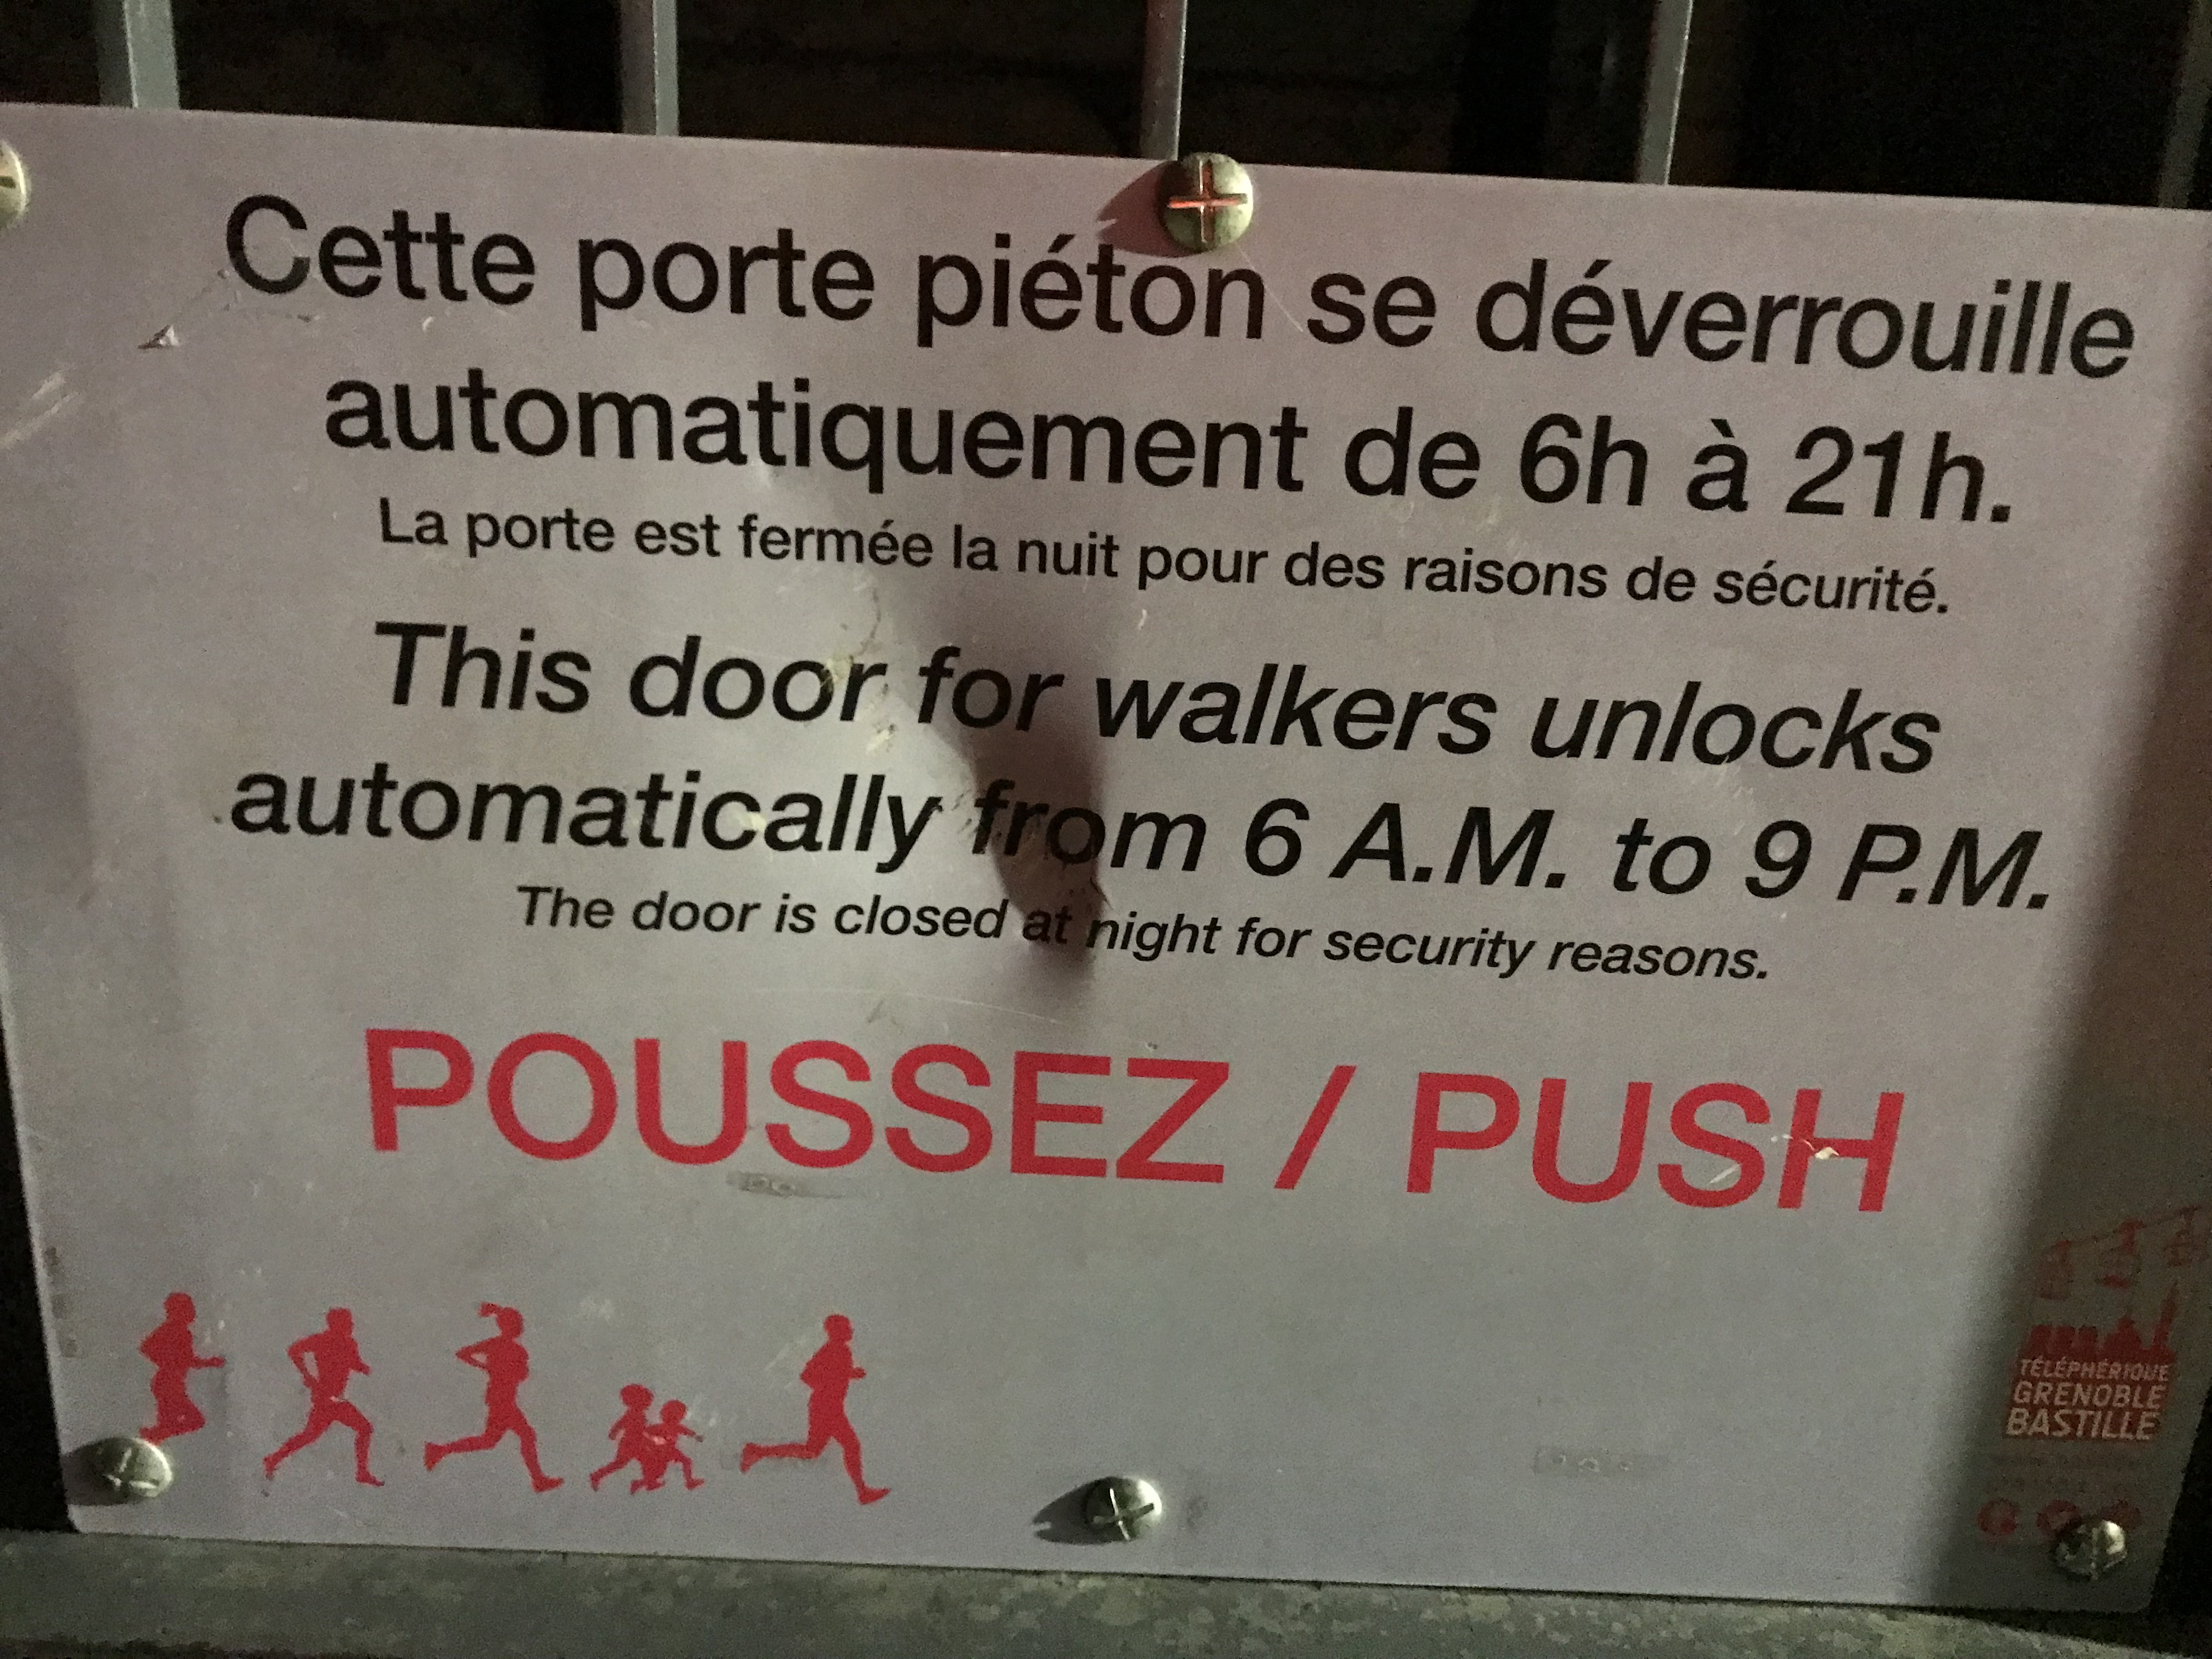 Cette porte piéton se déverrouille
automatiquement de 6h à 21h.
La porte est fermée la nuit pour des raisons de sécurité.
This door for walkers unlocks
automatically from 6 A.M. to 9 P.M.
The door is closed at night for security reasons.
POUSSEZ / PUSH
TÉLÉPHÉRIQUE
GRENOBLE
BASTILLE